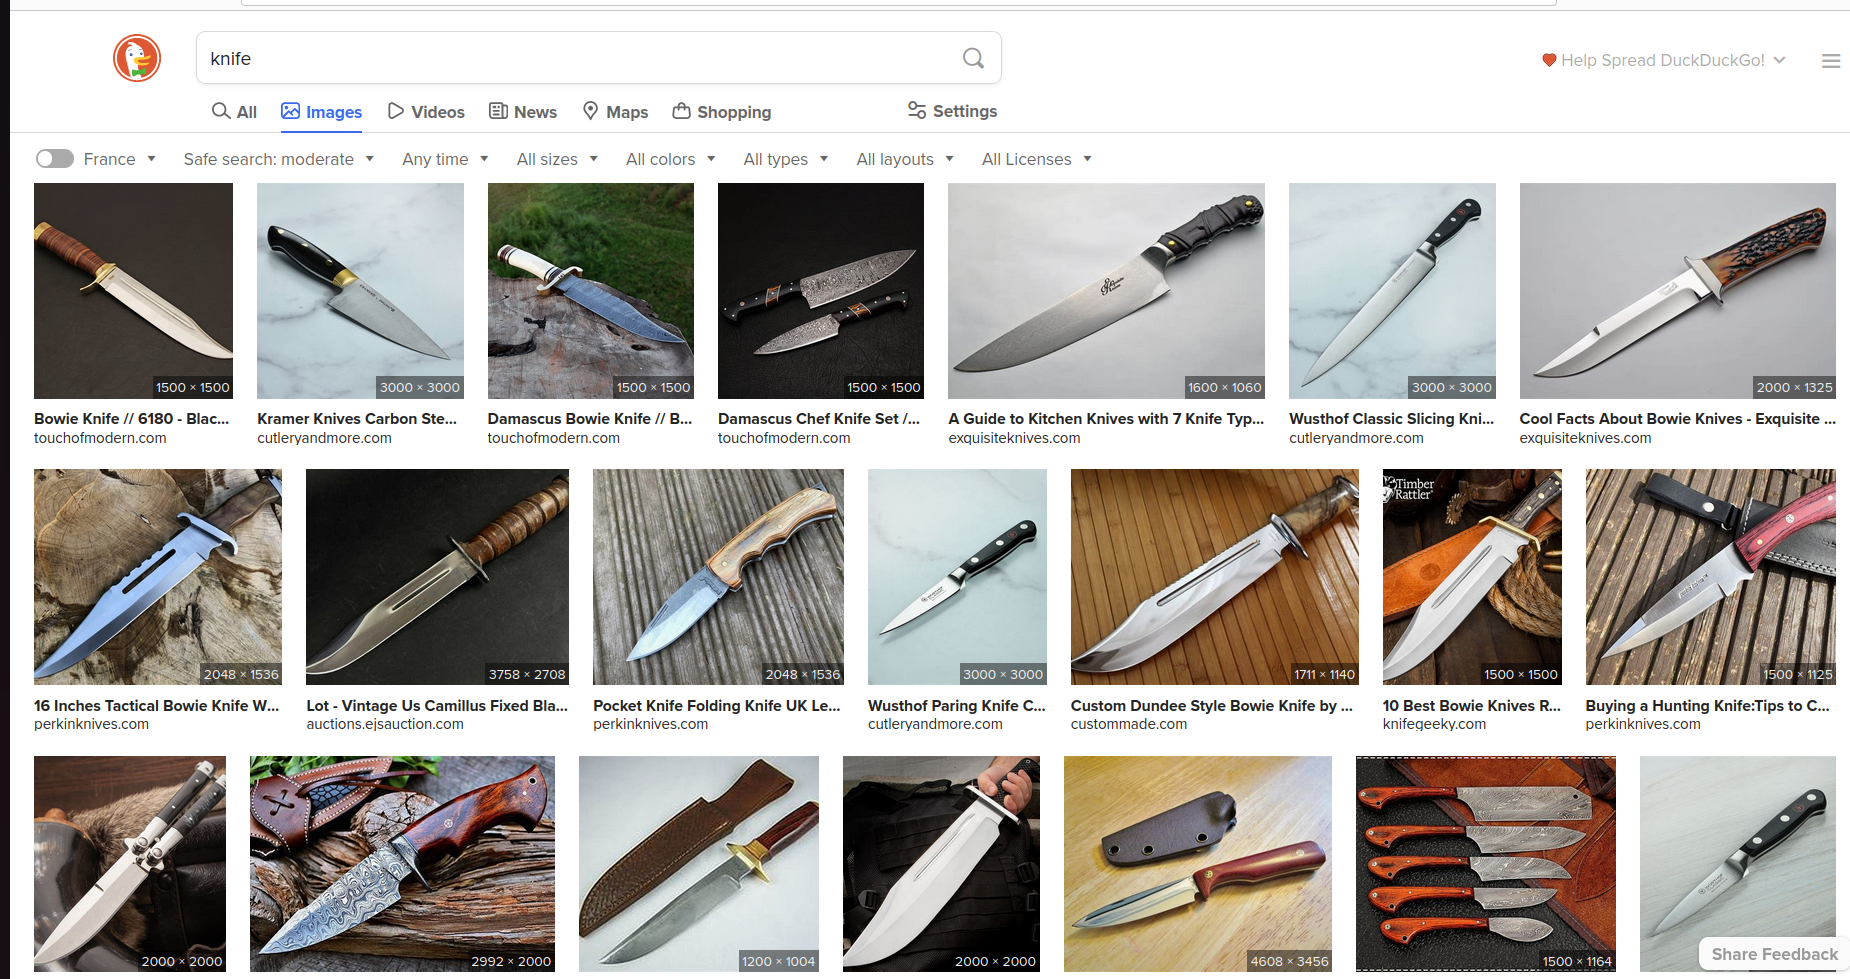 knife
Help Spread DuckDuckGo!
All Images Videos News Maps Shopping Settings
France Safe search: moderate Any time All sizes All colors All types All layouts All Licenses
1500 × 1500
3000 × 3000
1500 × 1500
1500 × 1500
1600 × 1060
3000 × 3000
2000 × 1325
Bowie Knife // 6180 - Blac...
touchofmodern.com
Kramer Knives Carbon Ste...
cutleryandmore.com
Damascus Bowie Knife // B...
touchofmodern.com
Damascus Chef Knife Set /...
touchofmodern.com
A Guide to Kitchen Knives with 7 Knife Typ...
exquisiteknives.com
Wusthof Classic Slicing Kni...
cutleryandmore.com
Cool Facts About Bowie Knives - Exquisite ...
exquisiteknives.com
Timber
Rattler
2048 × 1536
3758 × 2708
2048 × 1536
3000 × 3000
1711 × 1140
1500 × 1500
1500 × 1125
16 Inches Tactical Bowie Knife W...
perkinknives.com
Lot - Vintage Us Camillus Fixed Bla...
auctions.ejsauction.com
Pocket Knife Folding Knife UK Le...
perkinknives.com
Wusthof Paring Knife C...
cutleryandmore.com
Custom Dundee Style Bowie Knife by ...
custommade.com
10 Best Bowie Knives R...
knifegeeky.com
Buying a Hunting Knife:Tips to C...
perkinknives.com
2000 × 2000
2992 × 2000
1200 × 1004
2000 × 2000
4608 × 3456
1500 × 1164
Share Feedback